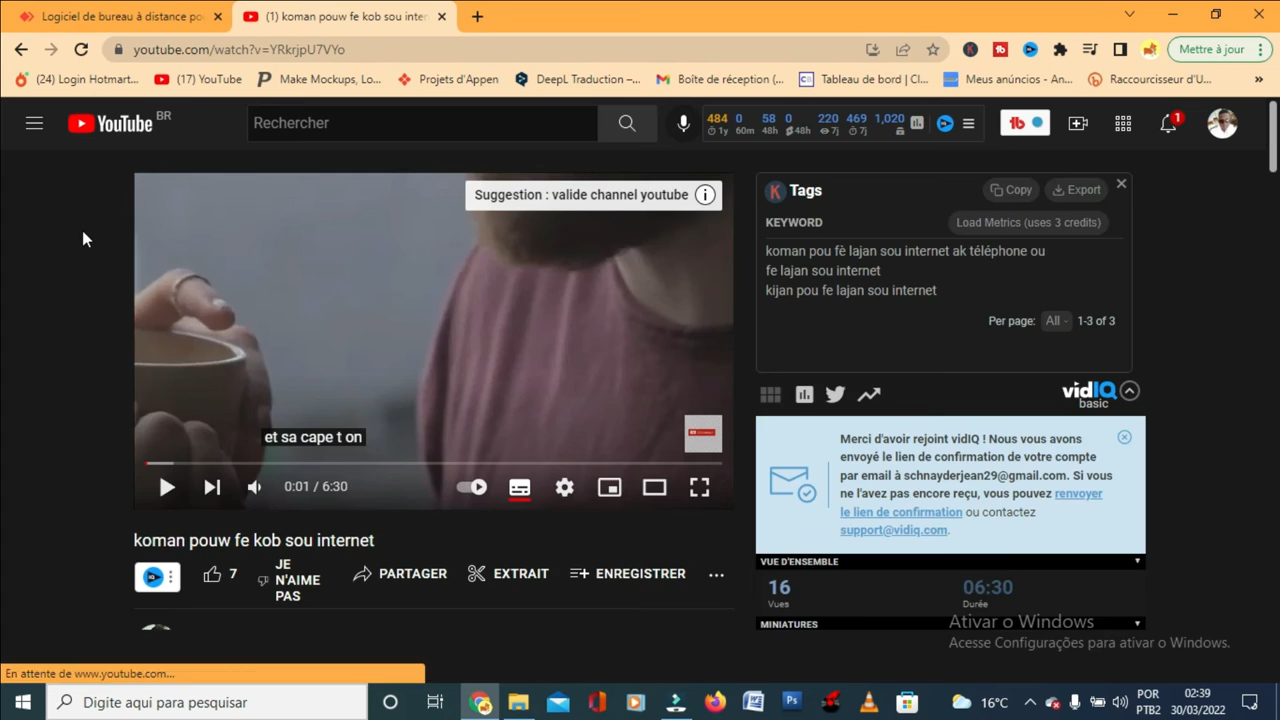 Logiciel de bureau à distance po
(1) koman pouw fe kob sou inter
youtube.com/watch?v=YRkrjpU7VYo
Mettre à jour
(24) Login Hotmart...
(17) YouTube
Make Mockups, Lo...
Projets d'Appen
DeepL Traduction –...
Boîte de réception (...
Tableau de bord | Cl...
Meus anúncios - An...
Raccourcisseur d'U...
»
YouTube BR
Rechercher
484 0 58 0 220 469 1,020
1y 60m 48h 48h 7j 7j
1
Suggestion : valide channel youtube
et sa cape t on
0:01 / 6:30
koman pouw fe kob sou internet
7
JE N'AIME PAS
PARTAGER
EXTRAIT
ENREGISTRER
K Tags
Copy
Export
KEYWORD
Load Metrics (uses 3 credits)
koman pou fè lajan sou internet ak téléphone ou
fe lajan sou internet
kijan pou fe lajan sou internet
Per page: All 1-3 of 3
vidIQ
basic
Merci d'avoir rejoint vidIQ ! Nous vous avons
envoyé le lien de confirmation de votre compte
par email à schnayderjean29@gmail.com. Si vous
ne l'avez pas encore reçu, vous pouvez renvoyer
le lien de confirmation ou contactez
support@vidiq.com.
VUE D'ENSEMBLE
16 06:30
Vues Durée
MINIATURES
Ativar o Windows
Acesse Configurações para ativar o Windows.
En attente de www.youtube.com...
Digite aqui para pesquisar
16°C
POR
PTB2
02:39
30/03/2022